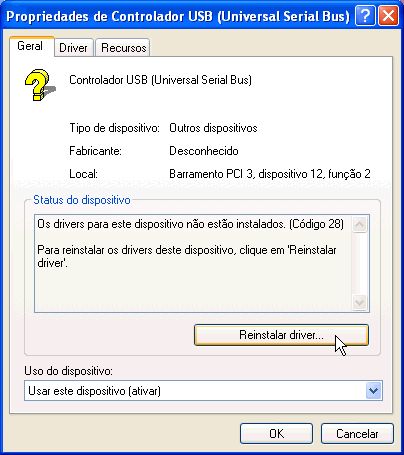 Propriedades de Controlador USB (Universal Serial Bus)
Geral Driver Recursos
Controlador USB (Universal Serial Bus)
Tipo de dispositivo: Outros dispositivos
Fabricante: Desconhecido
Local: Barramento PCI 3, dispositivo 12, função 2
Status do dispositivo
Os drivers para este dispositivo não estão instalados. (Código 28)
Para reinstalar os drivers deste dispositivo, clique em 'Reinstalar
driver'.
Reinstalar driver...
Uso do dispositivo:
Usar este dispositivo (ativar)
OK Cancelar